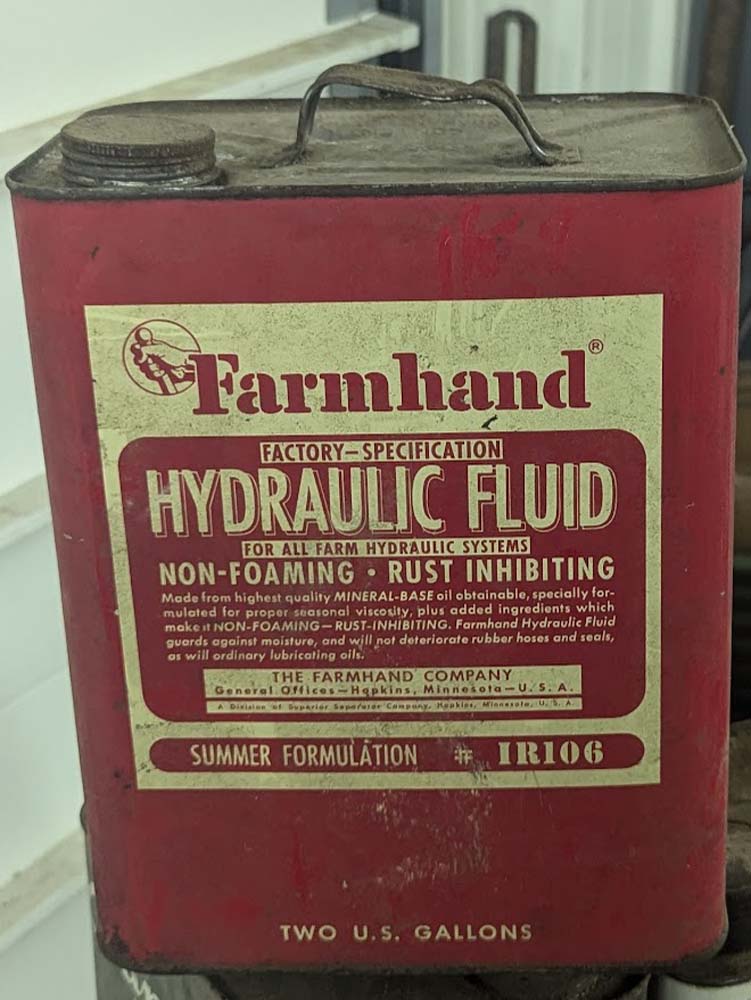 Farmhand®
FACTORY–SPECIFICATION
HYDRAULIC FLUID
FOR ALL FARM HYDRAULIC SYSTEMS
NON-FOAMING • RUST INHIBITING
Made from highest quality MINERAL-BASE oil obtainable, specially for-
mulated for proper seasonal viscosity, plus added ingredients which
make it NON-FOAMING—RUST-INHIBITING. Farmhand Hydraulic Fluid
guards against moisture, and will not deteriorate rubber hoses and seals,
as will ordinary lubricating oils.
THE FARMHAND COMPANY
General Offices—Hopkins, Minnesota—U. S. A.
A Division of Superior Separator Company, Hopkins, Minnesota, U. S. A.
SUMMER FORMULATION # IR106
TWO U.S. GALLONS